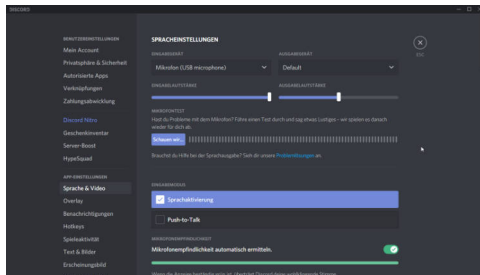 DISCORD
BENUTZEREINSTELLUNGEN
Mein Account
Privatsphäre & Sicherheit
Autorisierte Apps
Verknüpfungen
Zahlungsabwicklung
Discord Nitro
Geschenkinventar
Server-Boost
HypeSquad
APP-EINSTELLUNGEN
Sprache & Video
Overlay
Benachrichtigungen
Hotkeys
Spieleaktivität
Text & Bilder
Erscheinungsbild
SPRACHEINSTELLUNGEN
EINGABEGERÄT
AUSGABEGERÄT
Mikrofon (USB microphone)
Default
EINGABELAUTSTÄRKE
AUSGABELAUTSTÄRKE
MIKROFONTEST
Hast du Probleme mit dem Mikrofon? Führe einen Test durch und sag etwas Lustiges – wir spielen es danach
wieder für dich ab.
Schauen wir...
Brauchst du Hilfe bei der Sprachausgabe? Sieh dir unsere Problemlösungen an.
EINGABEMODUS
Sprachaktivierung
Push-to-Talk
MIKROFONEMPFINDLICHKEIT
Mikrofonempfindlichkeit automatisch ermitteln.
ESC